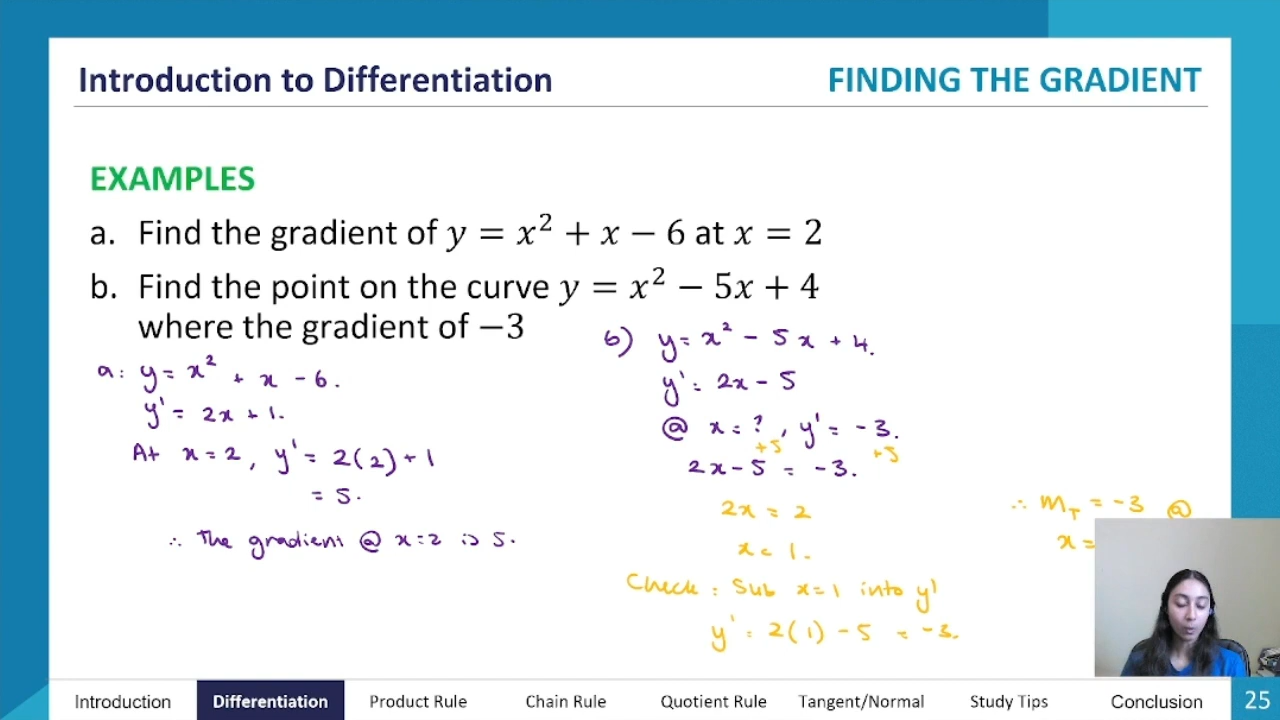 Introduction to Differentiation
FINDING THE GRADIENT
EXAMPLES
a. Find the gradient of y = x² + x − 6 at x = 2
b. Find the point on the curve y = x² − 5x + 4
where the gradient of −3
a: y = x² + x - 6.
y' = 2x + 1.
At x = 2, y' = 2(2) + 1
= 5.
∴ The gradient @ x = 2 is 5.
b) y = x² - 5x + 4.
y' = 2x - 5
@ x = ?, y' = -3.
+5 +5
2x - 5 = -3.
2x = 2
x = 1.
Check: Sub x=1 into y'
y' = 2(1) - 5 = -3.
∴ m_T = -3 @
x =
Introduction
Differentiation
Product Rule
Chain Rule
Quotient Rule
Tangent/Normal
Study Tips
Conclusion
25